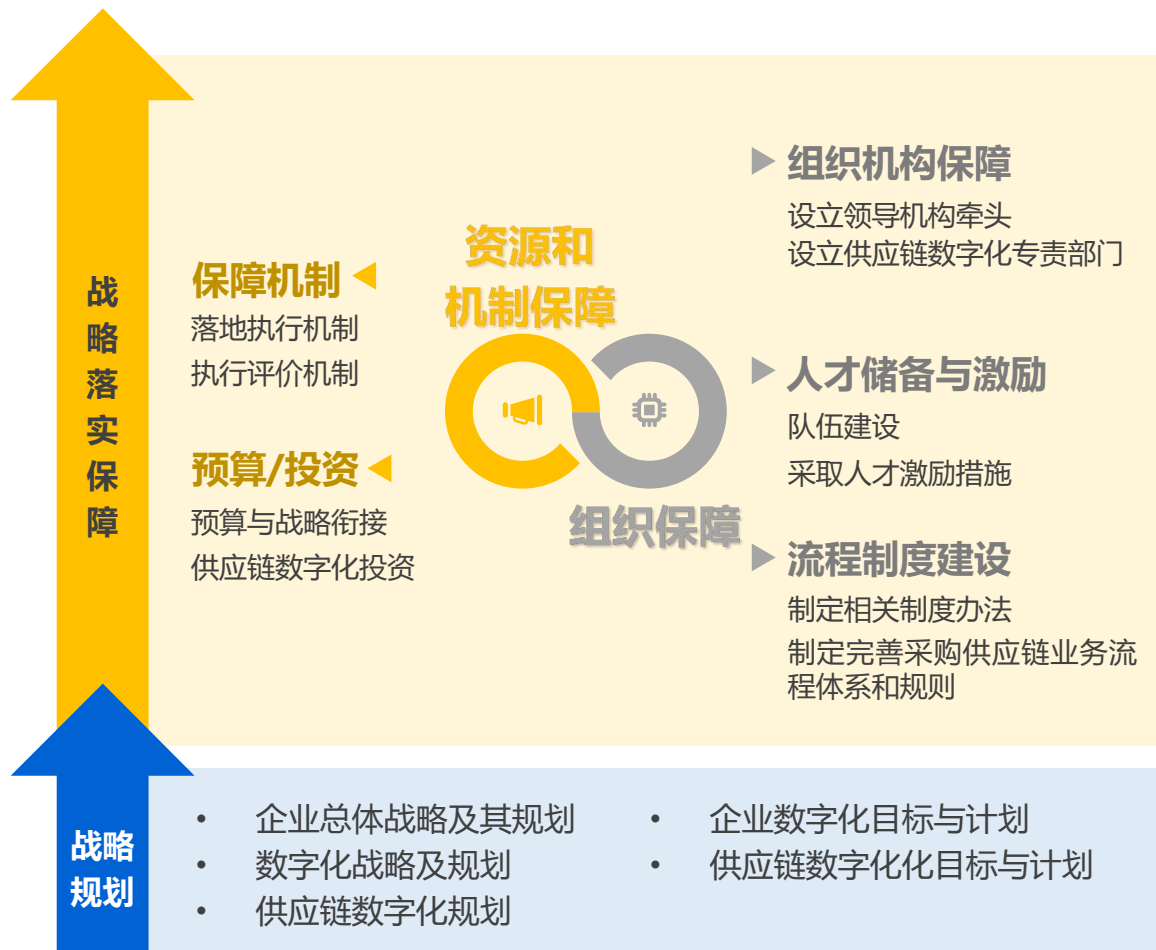 战
略
落
实
保
障
资源和
机制保障
保障机制
落地执行机制
执行评价机制
预算/投资
预算与战略衔接
供应链数字化投资
组织保障
组织机构保障
设立领导机构牵头
设立供应链数字化专责部门
人才储备与激励
队伍建设
采取人才激励措施
流程制度建设
制定相关制度办法
制定完善采购供应链业务流
程体系和规则
战略
规划
• 企业总体战略及其规划
• 数字化战略及规划
• 供应链数字化规划
• 企业数字化目标与计划
• 供应链数字化化目标与计划